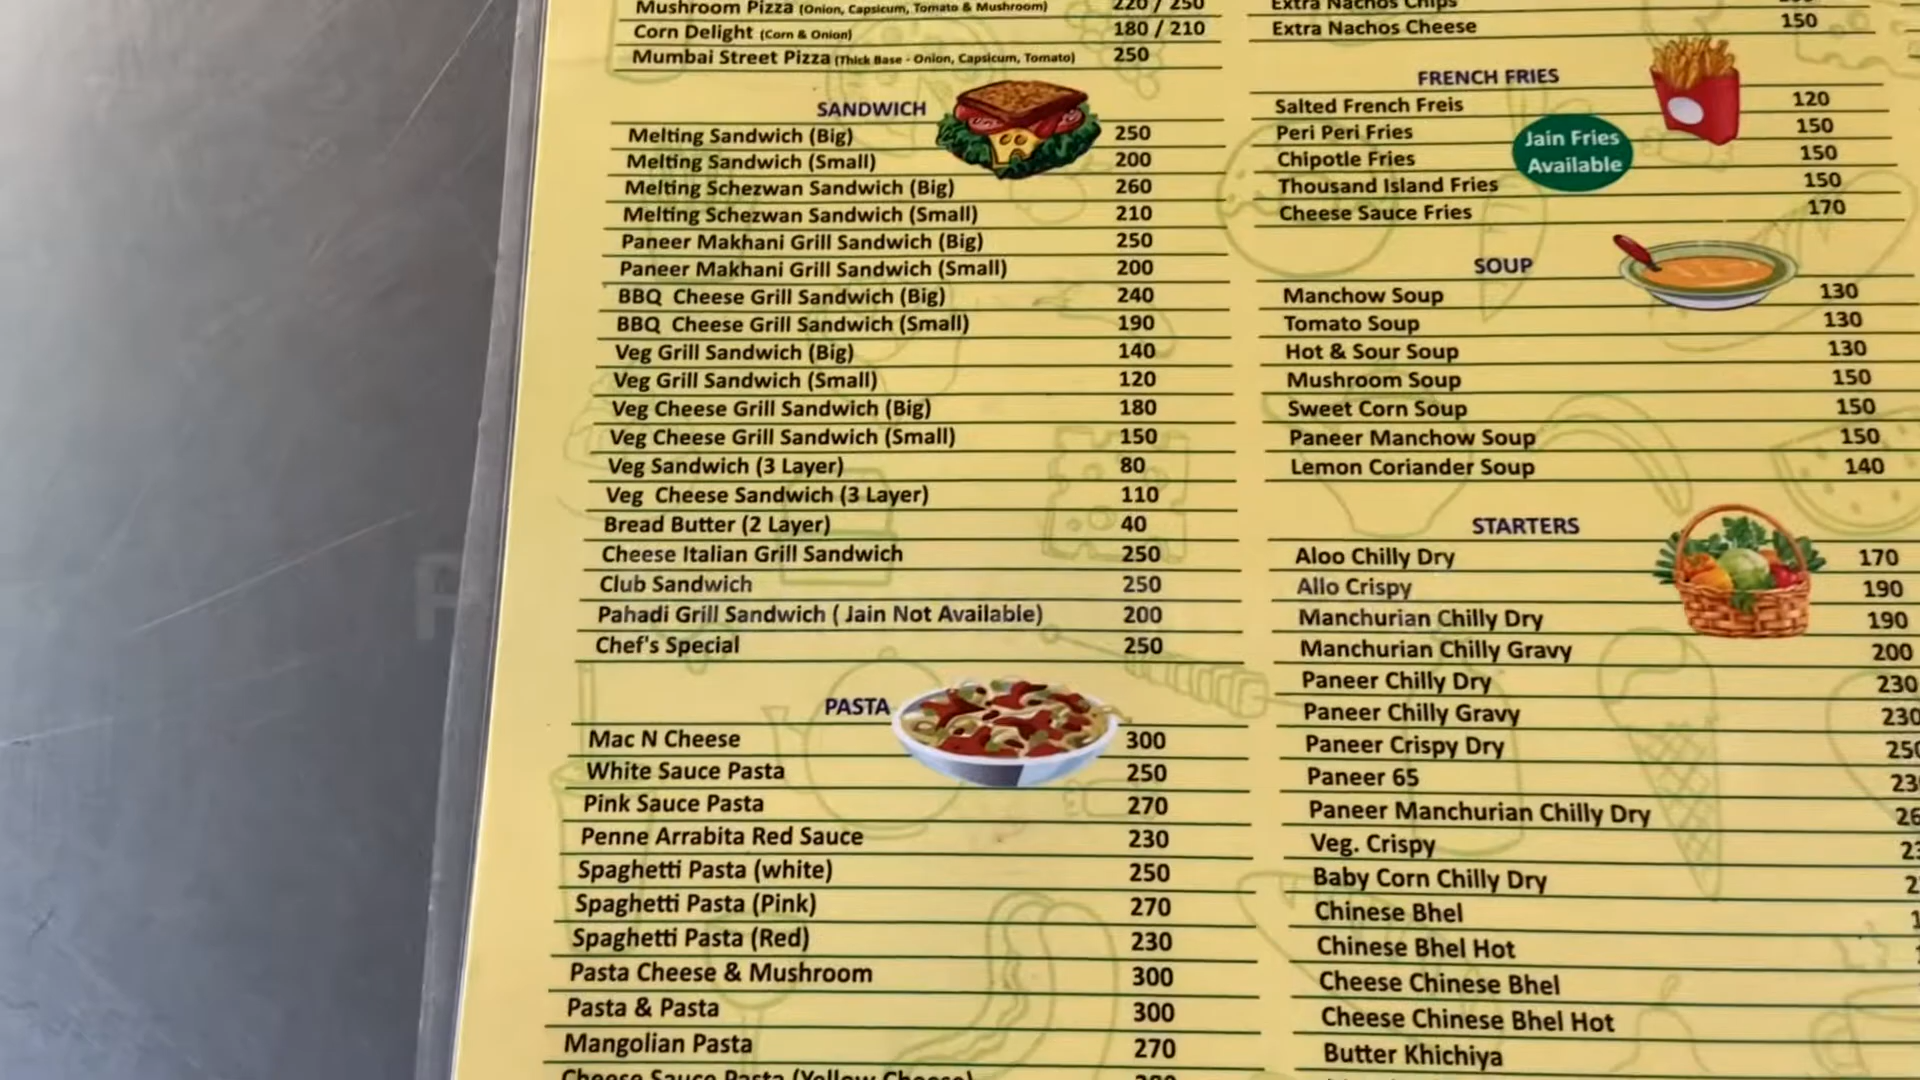 Mushroom Pizza (Onion, Capsicum, Tomato & Mushroom) 220 / 250
Corn Delight (Corn & Onion) 180 / 210
Mumbai Street Pizza (Thick Base - Onion, Capsicum, Tomato) 250
SANDWICH
Melting Sandwich (Big) 250
Melting Sandwich (Small) 200
Melting Schezwan Sandwich (Big) 260
Melting Schezwan Sandwich (Small) 210
Paneer Makhani Grill Sandwich (Big) 250
Paneer Makhani Grill Sandwich (Small) 200
BBQ Cheese Grill Sandwich (Big) 240
BBQ Cheese Grill Sandwich (Small) 190
Veg Grill Sandwich (Big) 140
Veg Grill Sandwich (Small) 120
Veg Cheese Grill Sandwich (Big) 180
Veg Cheese Grill Sandwich (Small) 150
Veg Sandwich (3 Layer) 80
Veg Cheese Sandwich (3 Layer) 110
Bread Butter (2 Layer) 40
Cheese Italian Grill Sandwich 250
Club Sandwich 250
Pahadi Grill Sandwich ( Jain Not Available) 200
Chef's Special 250
PASTA
Mac N Cheese 300
White Sauce Pasta 250
Pink Sauce Pasta 270
Penne Arrabita Red Sauce 230
Spaghetti Pasta (white) 250
Spaghetti Pasta (Pink) 270
Spaghetti Pasta (Red) 230
Pasta Cheese & Mushroom 300
Pasta & Pasta 300
Mangolian Pasta 270
Cheese Sauce Pasta (Yellow Cheese)
Extra Nachos Chips
Extra Nachos Cheese 150
FRENCH FRIES
Salted French Freis 120
Peri Peri Fries 150
Chipotle Fries 150
Thousand Island Fries 150
Cheese Sauce Fries 170
Jain Fries
Available
SOUP
Manchow Soup 130
Tomato Soup 130
Hot & Sour Soup 130
Mushroom Soup 150
Sweet Corn Soup 150
Paneer Manchow Soup 150
Lemon Coriander Soup 140
STARTERS
Aloo Chilly Dry 170
Allo Crispy 190
Manchurian Chilly Dry 190
Manchurian Chilly Gravy 200
Paneer Chilly Dry 230
Paneer Chilly Gravy 230
Paneer Crispy Dry 250
Paneer 65 23
Paneer Manchurian Chilly Dry 26
Veg. Crispy
Baby Corn Chilly Dry 2
Chinese Bhel 1
Chinese Bhel Hot
Cheese Chinese Bhel
Cheese Chinese Bhel Hot
Butter Khichiya